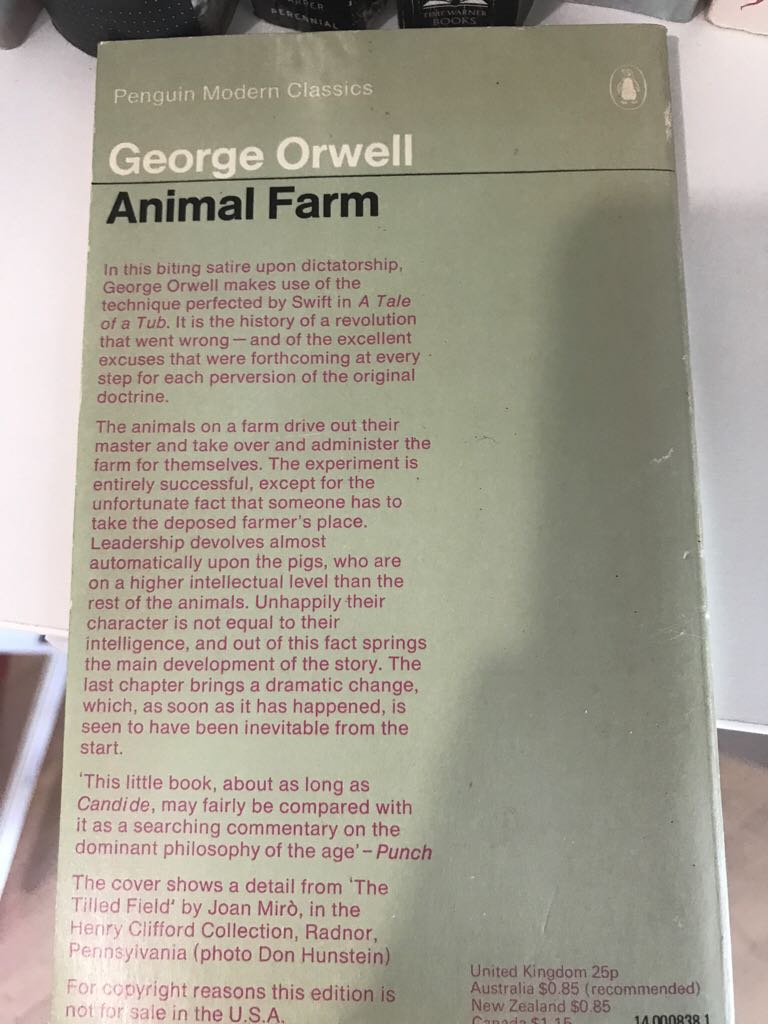 PERENNIAL
TIME WARNER
BOOKS
Penguin Modern Classics
George Orwell
Animal Farm
In this biting satire upon dictatorship,
George Orwell makes use of the
technique perfected by Swift in A Tale
of a Tub. It is the history of a revolution
that went wrong — and of the excellent
excuses that were forthcoming at every
step for each perversion of the original
doctrine.
The animals on a farm drive out their
master and take over and administer the
farm for themselves. The experiment is
entirely successful, except for the
unfortunate fact that someone has to
take the deposed farmer's place.
Leadership devolves almost
automatically upon the pigs, who are
on a higher intellectual level than the
rest of the animals. Unhappily their
character is not equal to their
intelligence, and out of this fact springs
the main development of the story. The
last chapter brings a dramatic change,
which, as soon as it has happened, is
seen to have been inevitable from the
start.
'This little book, about as long as
Candide, may fairly be compared with
it as a searching commentary on the
dominant philosophy of the age' – Punch
The cover shows a detail from 'The
Tilled Field' by Joan Mirò, in the
Henry Clifford Collection, Radnor,
Pennsylvania (photo Don Hunstein)
For copyright reasons this edition is
not for sale in the U.S.A.
United Kingdom 25p
Australia $0.85 (recommended)
New Zealand $0.85
Canada $1.15
14 000838 1